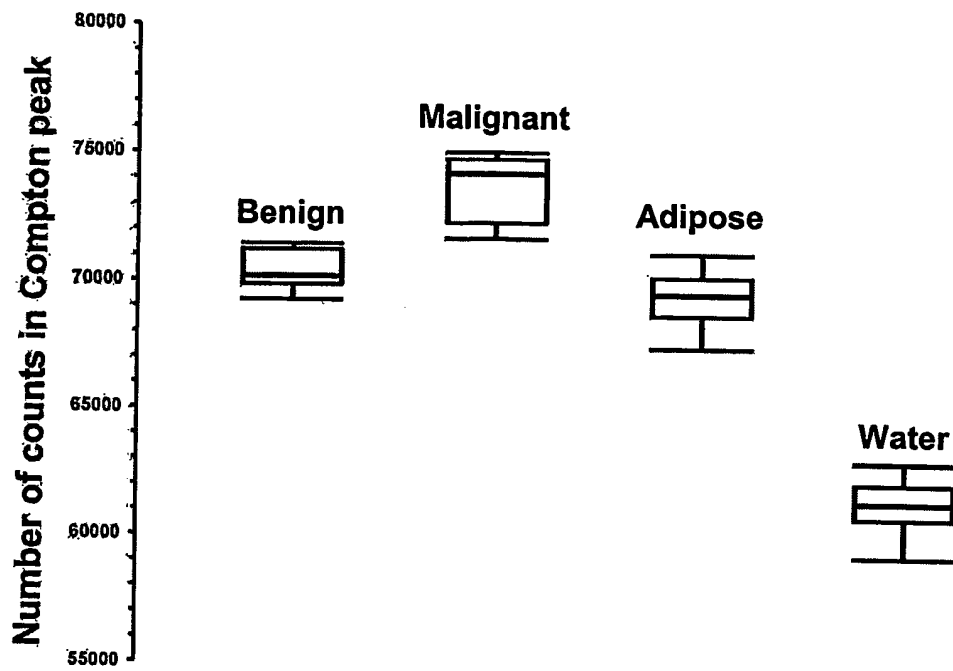 Number of counts in Compton peak
80000
75000
70000
65000
60000
55000
Benign
Malignant
Adipose
Water